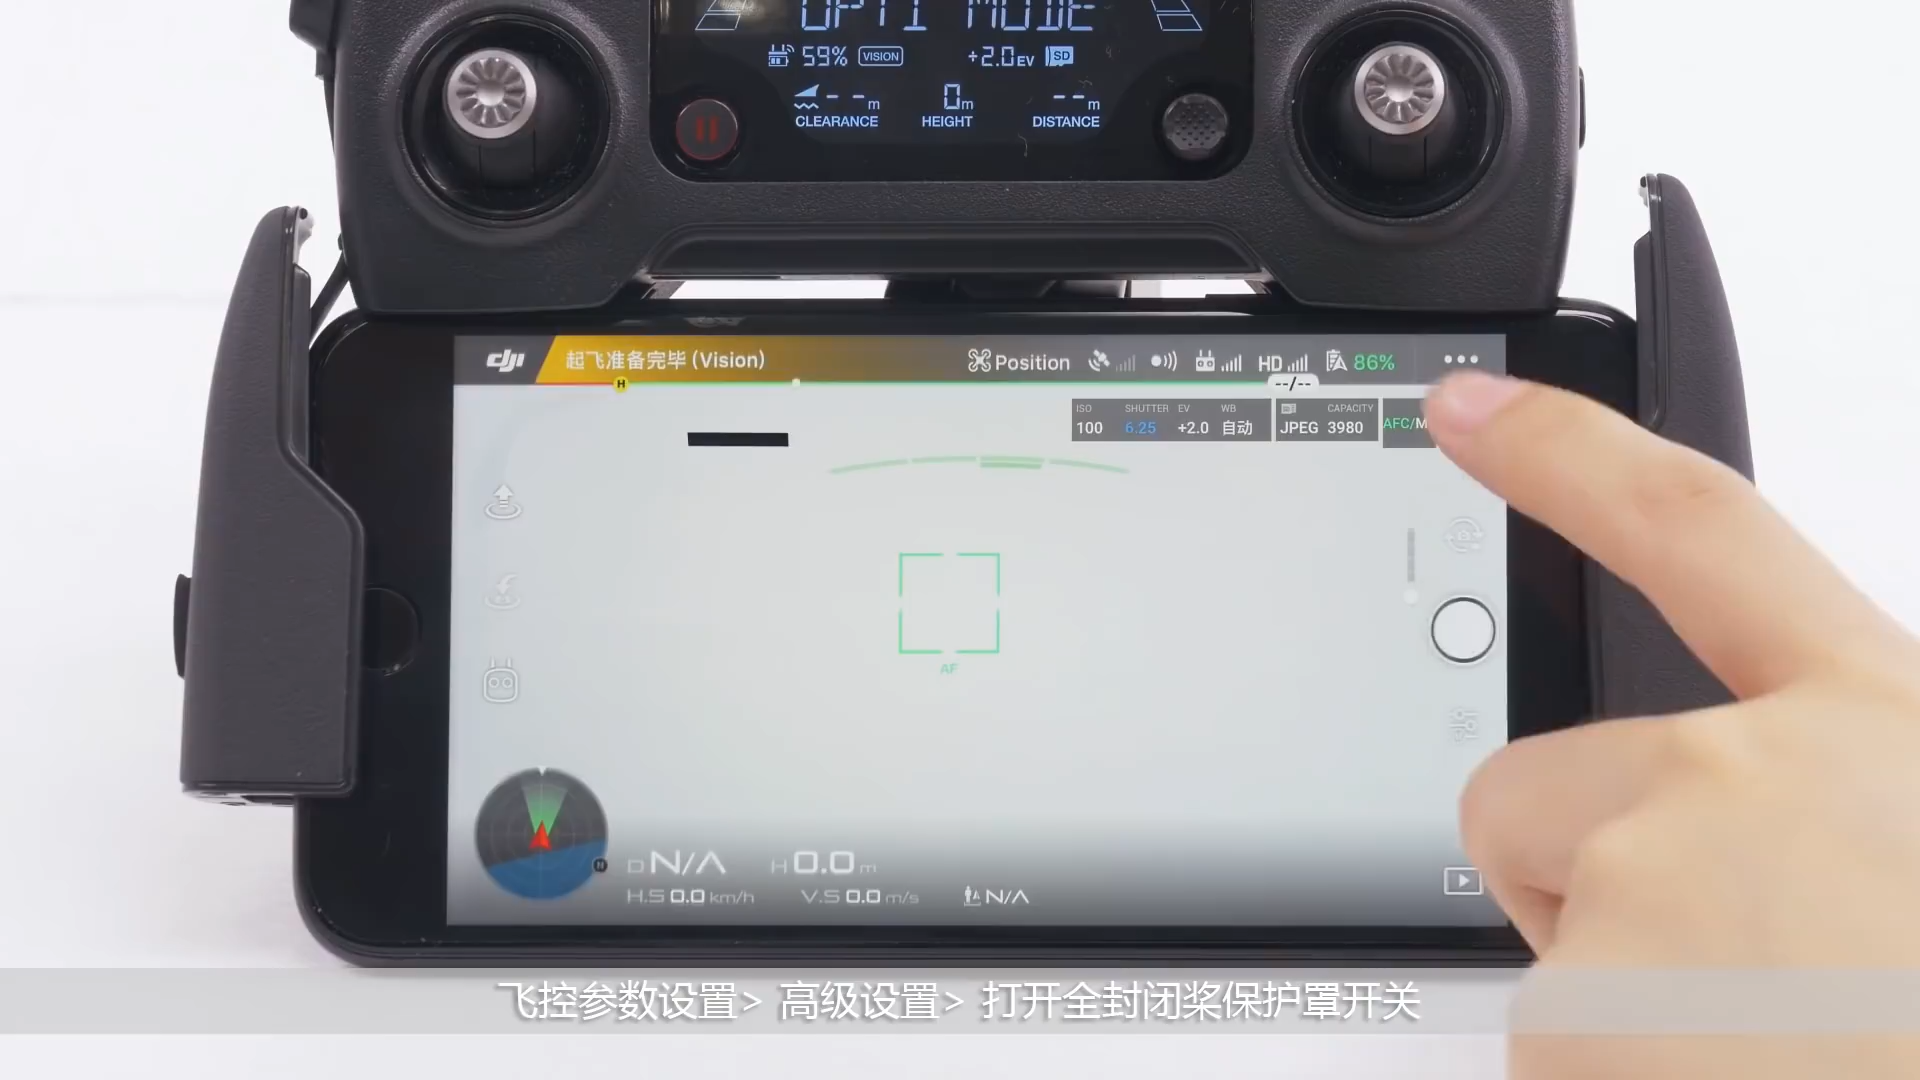 OPTI MODE
59% VISION +2.0EV SD
--m 0m --m
CLEARANCE HEIGHT DISTANCE
dji 起飞准备完毕 (Vision) Position HD 86%
H --/--
ISO SHUTTER EV WB CAPACITY
100 6.25 +2.0 自动 JPEG 3980 AFC/M
AF
N
D N/A H 0.0 m
H.S 0.0 km/h V.S 0.0 m/s N/A
飞控参数设置> 高级设置> 打开全封闭桨保护罩开关